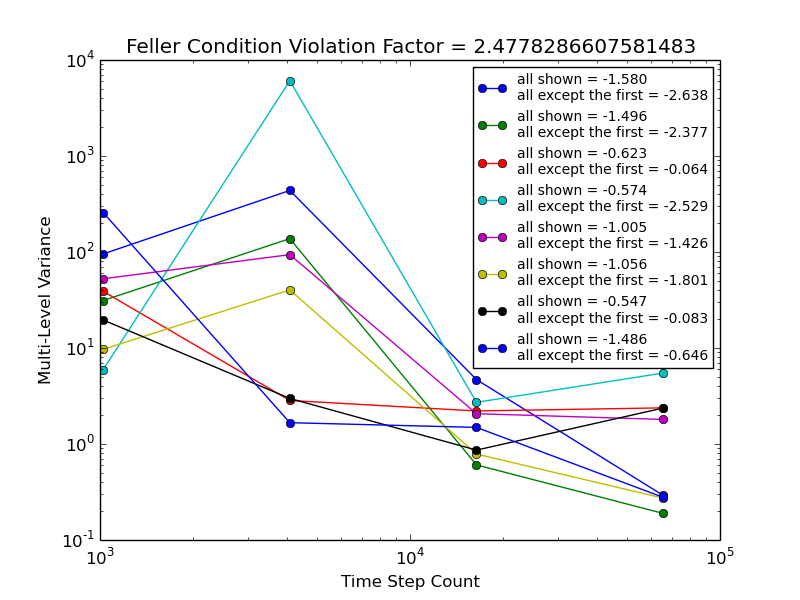 Feller Condition Violation Factor = 2.4778286607581483
10^4
10^3
10^2
10^1
10^0
10^-1
Multi-Level Variance
all shown = -1.580
all except the first = -2.638
all shown = -1.496
all except the first = -2.377
all shown = -0.623
all except the first = -0.064
all shown = -0.574
all except the first = -2.529
all shown = -1.005
all except the first = -1.426
all shown = -1.056
all except the first = -1.801
all shown = -0.547
all except the first = -0.083
all shown = -1.486
all except the first = -0.646
10^3 10^4 10^5
Time Step Count